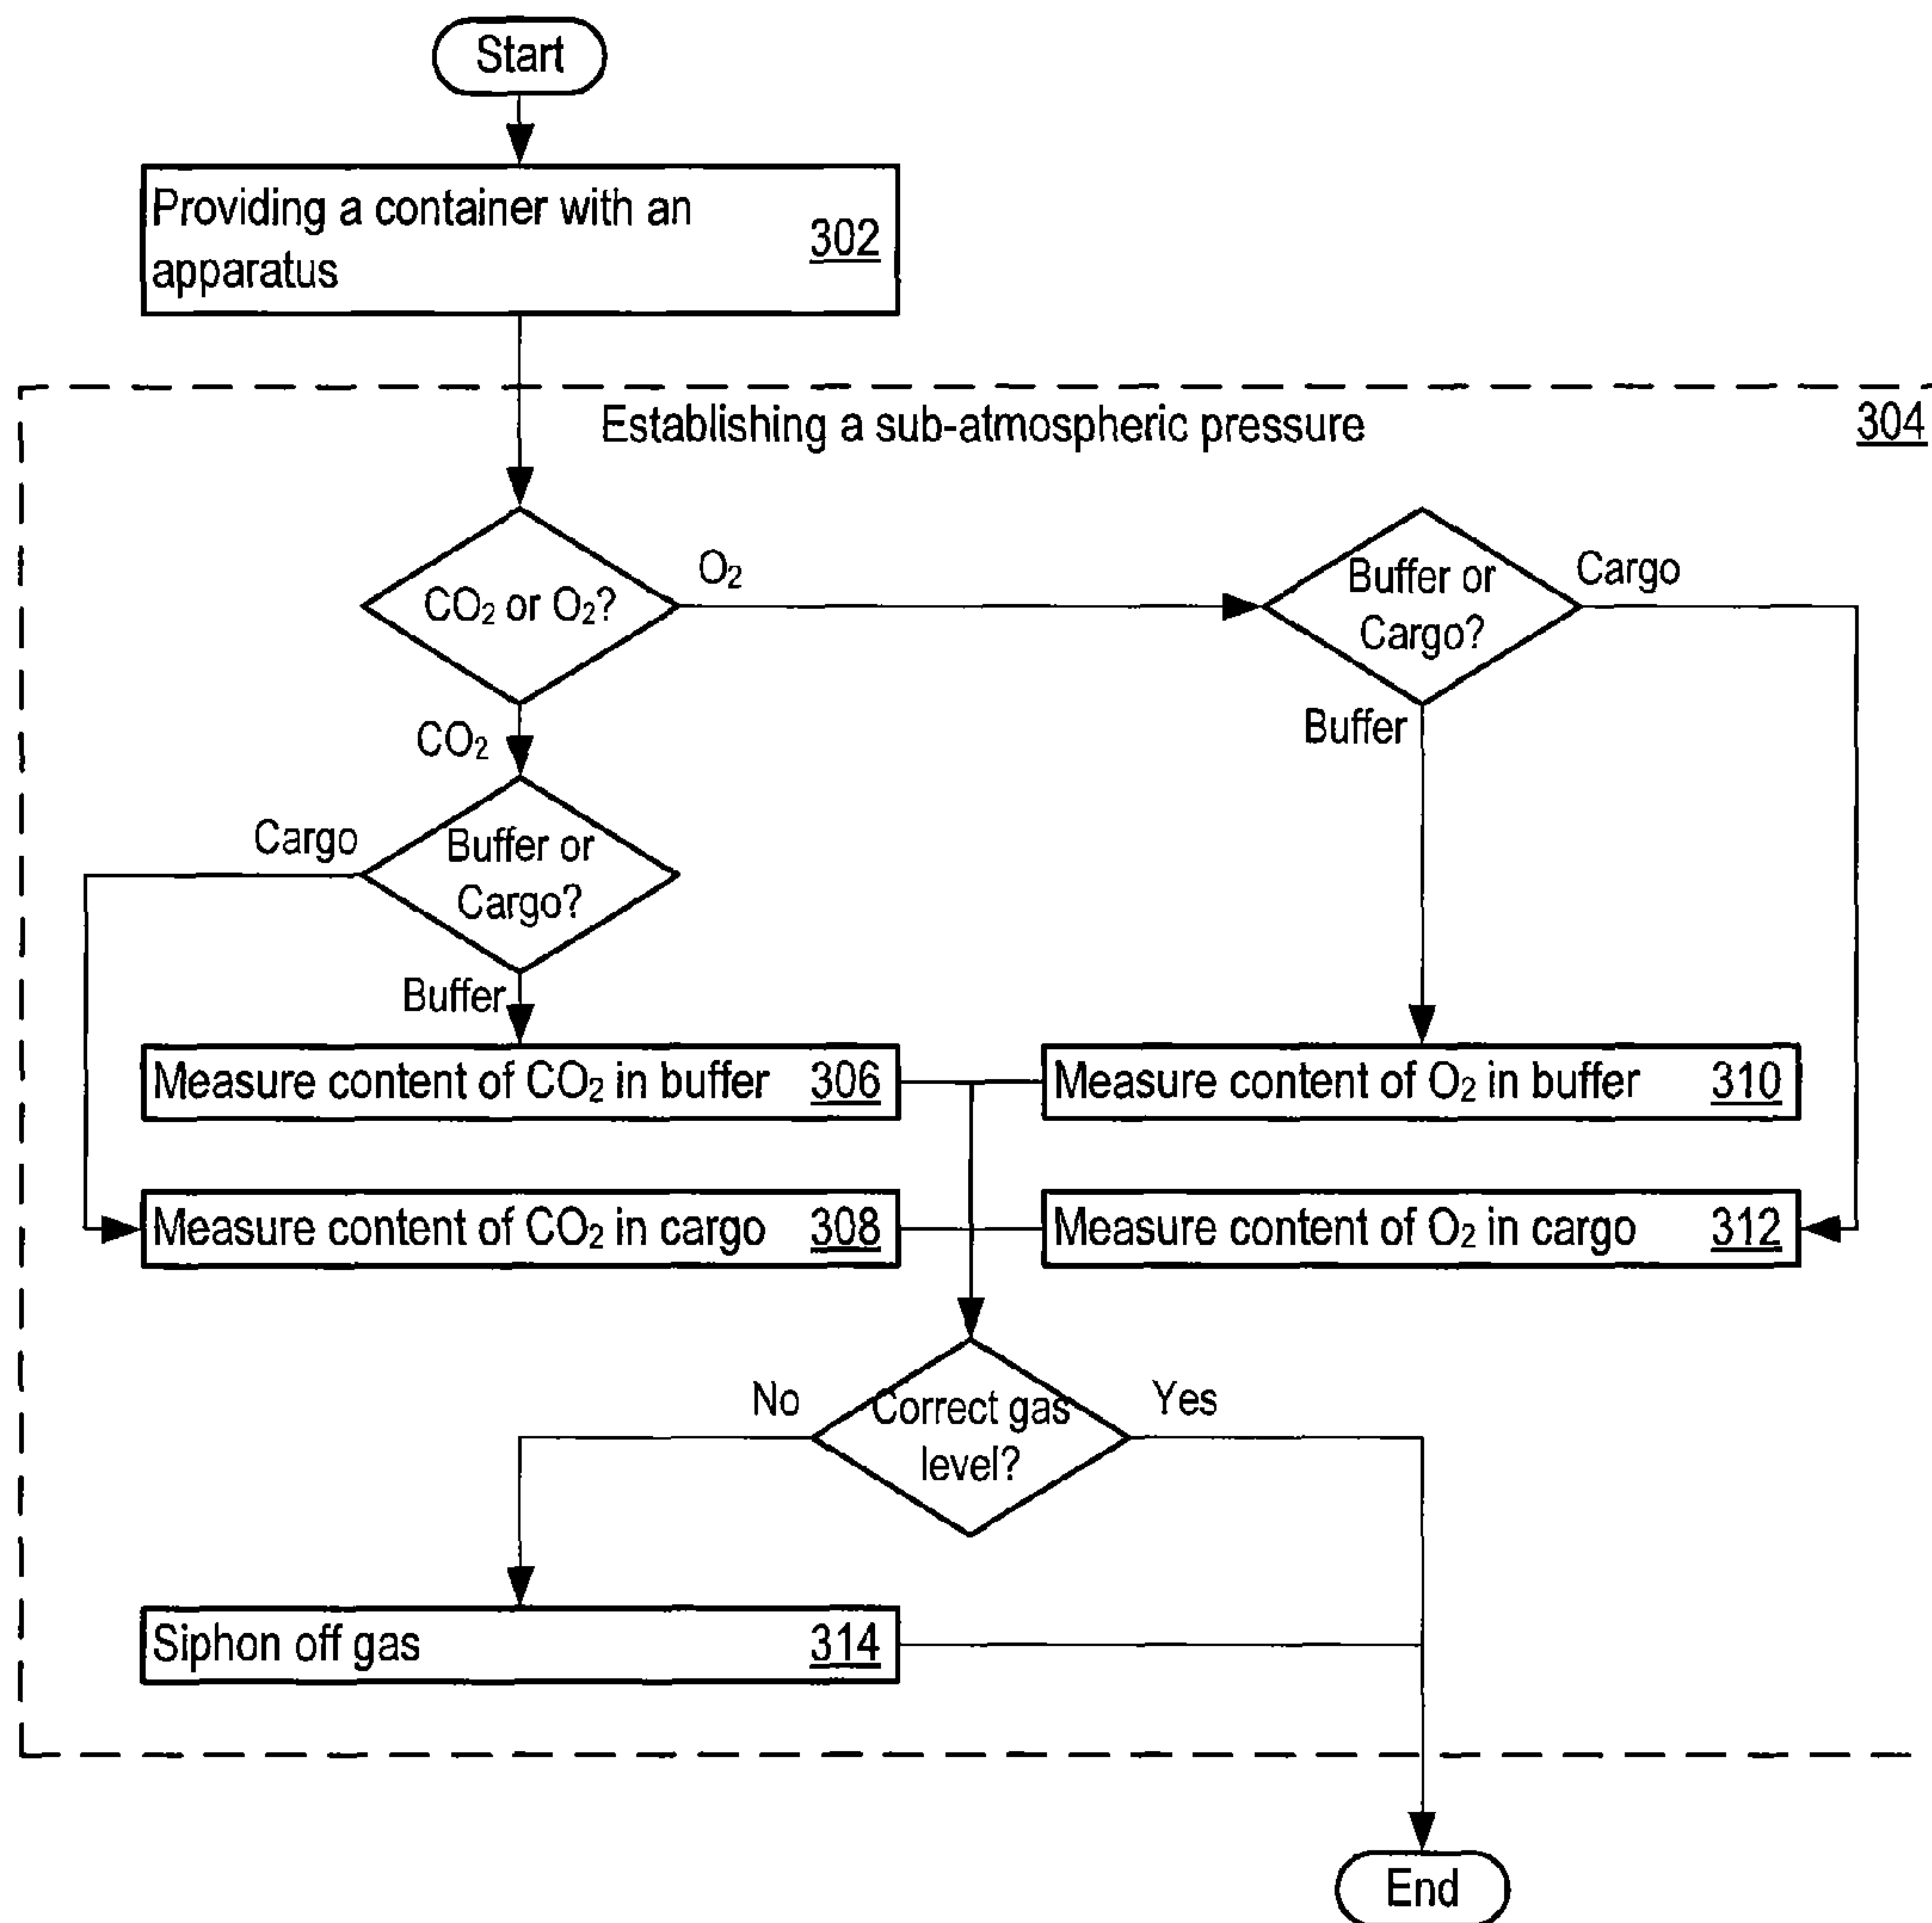 Start
Providing a container with an
apparatus
302
Establishing a sub-atmospheric pressure
304
CO₂ or O₂?
O₂
Buffer or
Cargo?
Cargo
CO₂
Buffer
Cargo
Buffer or
Cargo?
Buffer
Measure content of CO₂ in buffer 306
Measure content of O₂ in buffer 310
Measure content of CO₂ in cargo 308
Measure content of O₂ in cargo 312
No
Correct gas
level?
Yes
Siphon off gas 314
End